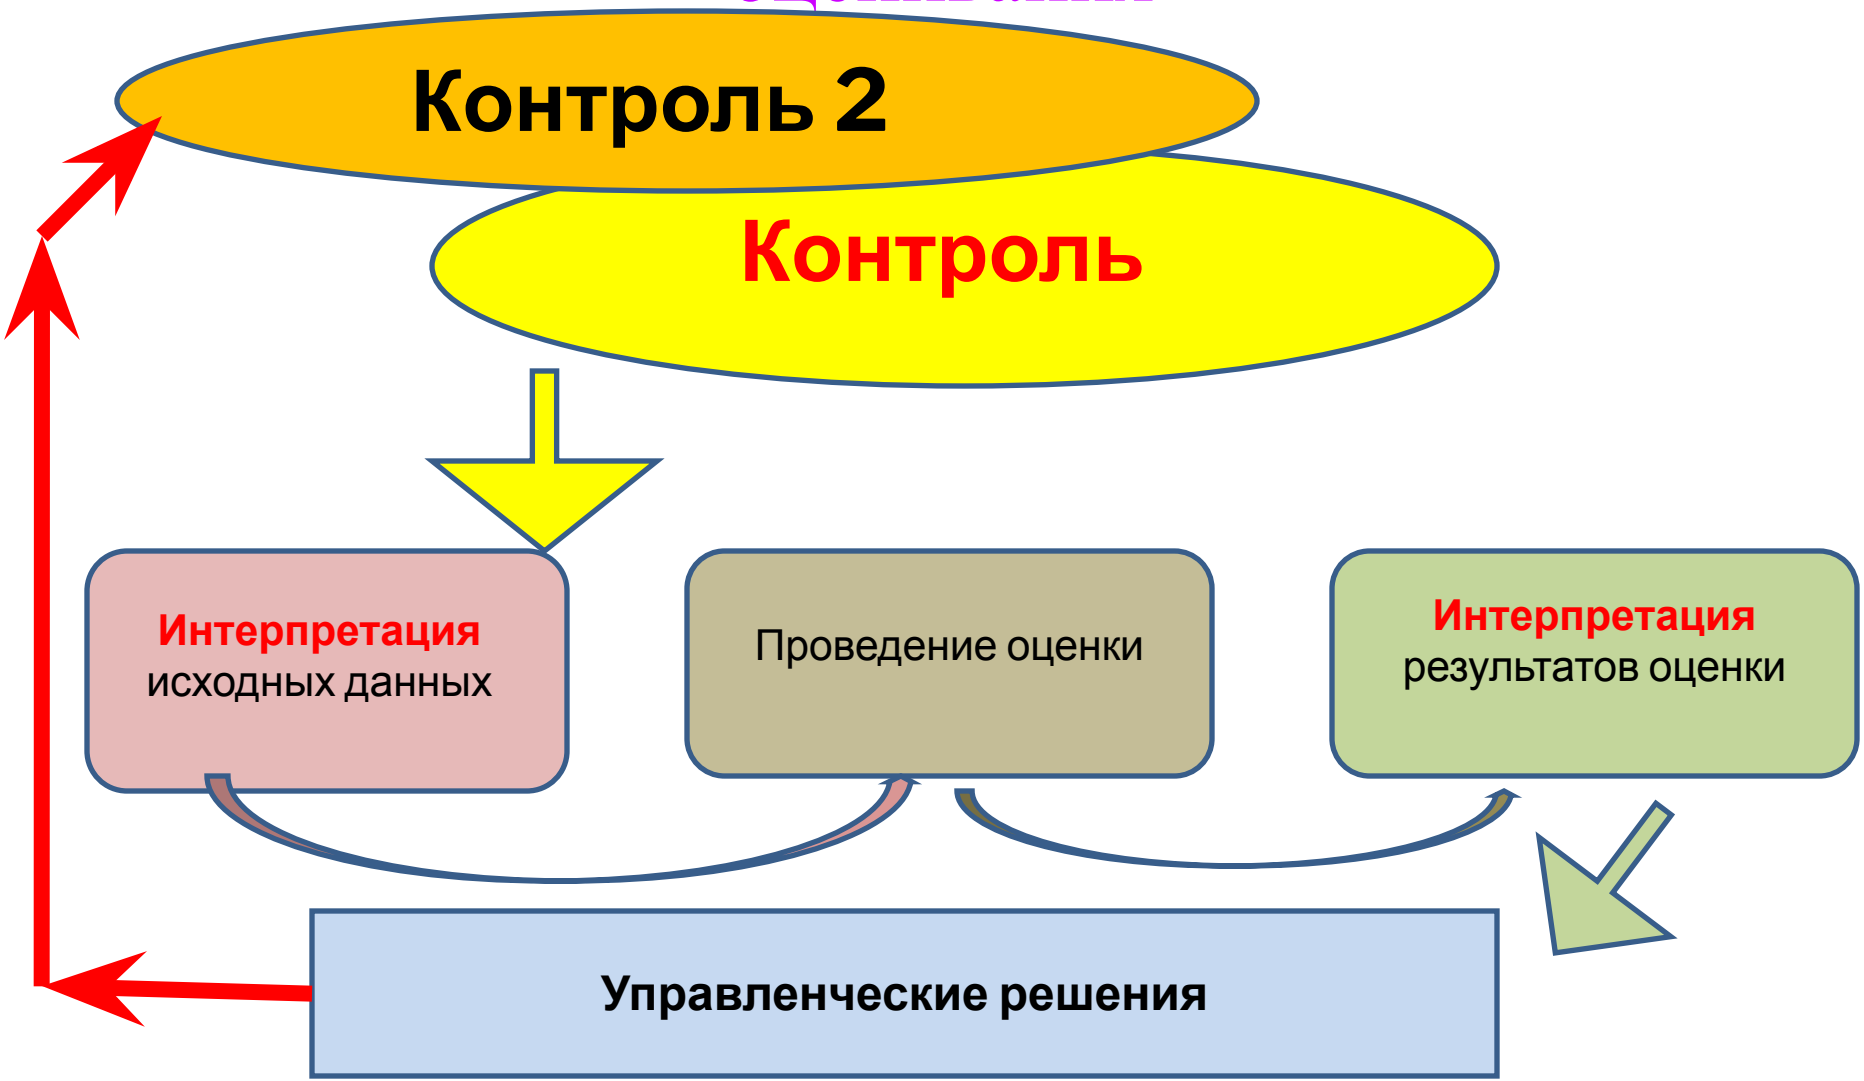 Контроль 2
Контроль
Интерпретация
исходных данных
Проведение оценки
Интерпретация
результатов оценки
Управленческие решения